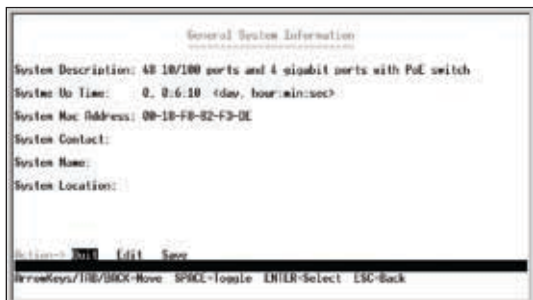 General System Information
System Description: 48 10/100 ports and 4 gigabit ports with PoE switch
Systme Up Time: 0, 0:6:10 <day, hour:min:sec>
System Mac Address: 00-18-F8-82-F3-DE
System Contact:
System Name:
System Location:
Action-> Quit Edit Save
ArrowKeys/TAB/BACK=Move SPACE=Toggle ENTER=Select ESC=Back